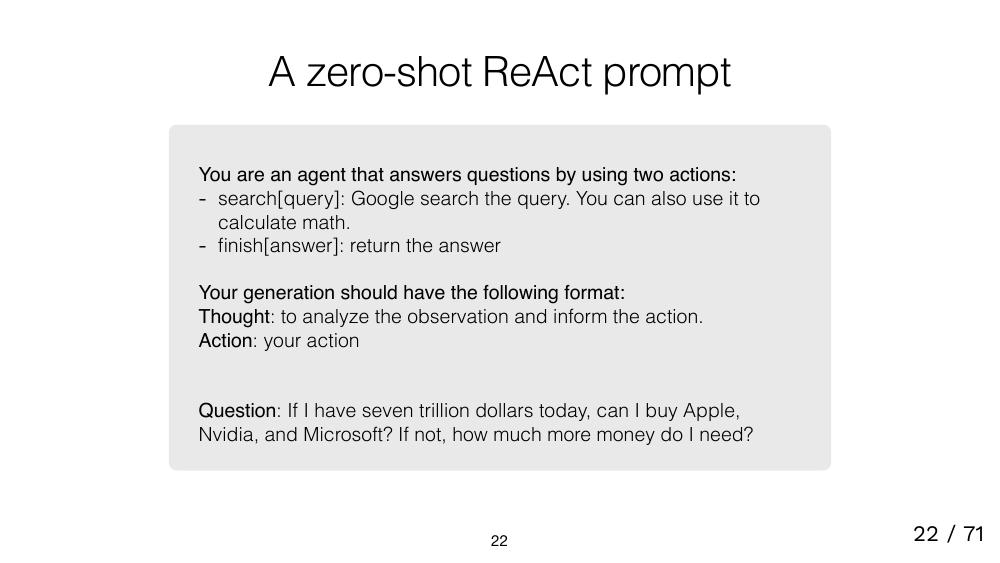 A zero-shot ReAct prompt
You are an agent that answers questions by using two actions:
- search[query]: Google search the query. You can also use it to
calculate math.
- finish[answer]: return the answer
Your generation should have the following format:
Thought: to analyze the observation and inform the action.
Action: your action
Question: If I have seven trillion dollars today, can I buy Apple,
Nvidia, and Microsoft? If not, how much more money do I need?
22
22 / 71